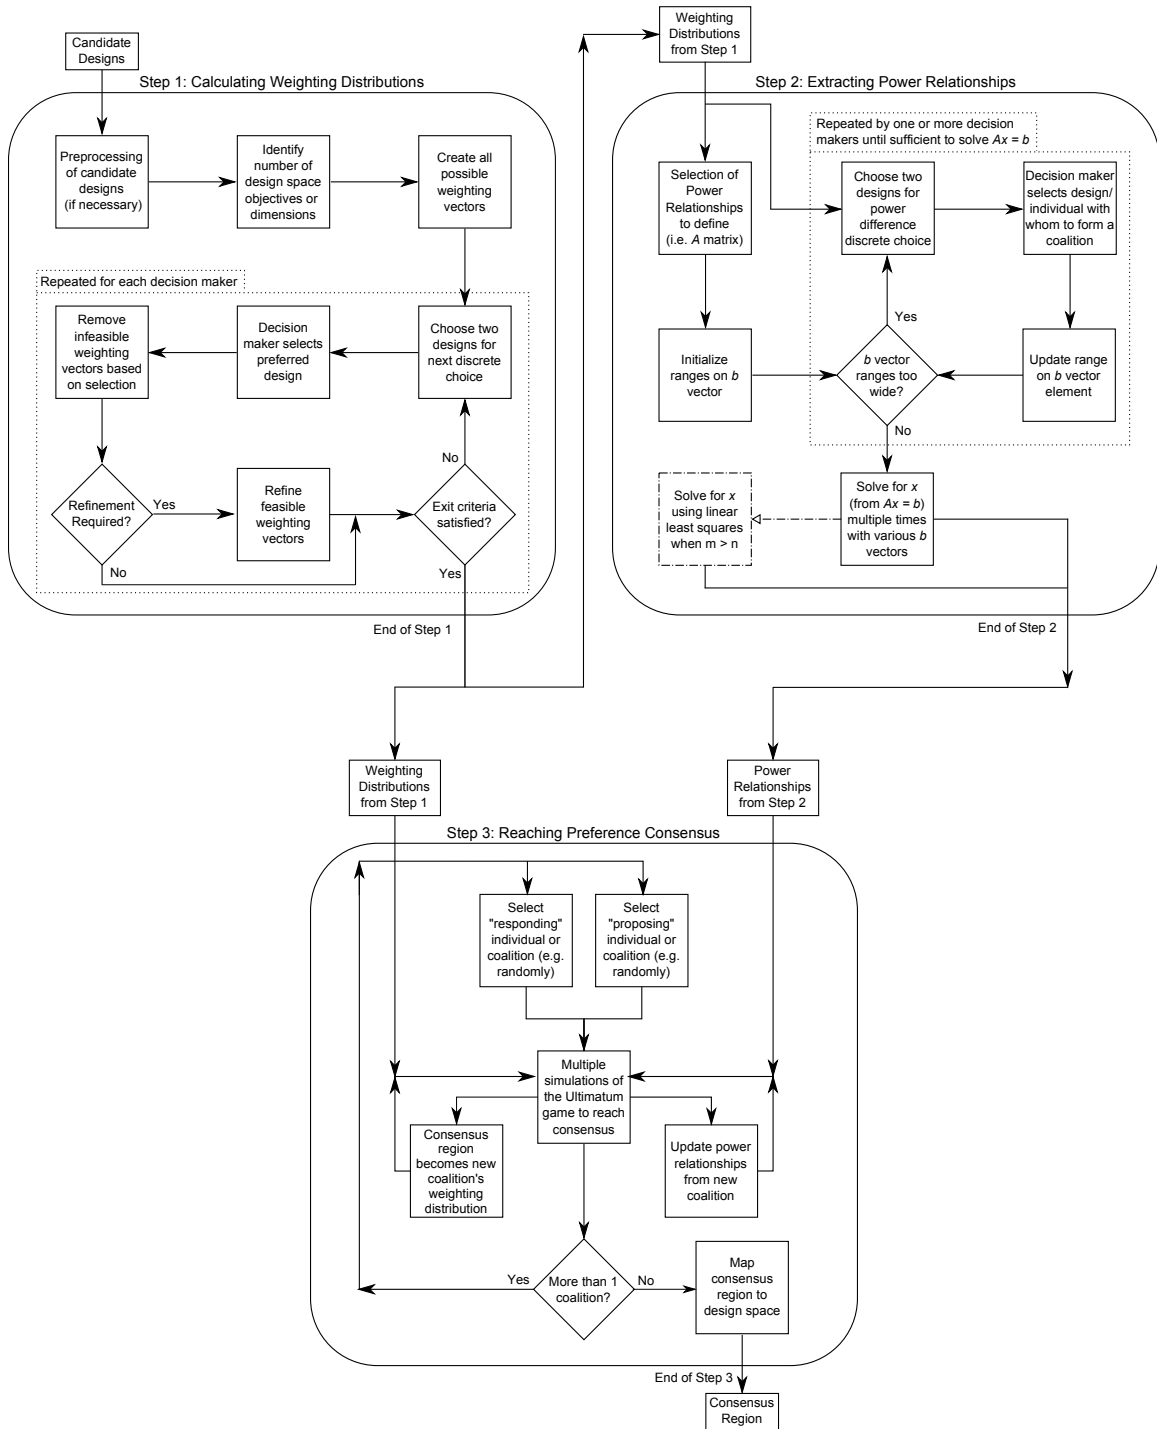 Candidate
Designs
Step 1: Calculating Weighting Distributions
Preprocessing
of candidate
designs
(if necessary)
Identify
number of
design space
objectives or
dimensions
Create all
possible
weighting
vectors
Repeated for each decision maker
Remove
infeasible
weighting
vectors based
on selection
Decision
maker selects
preferred
design
Choose two
designs for
next discrete
choice
No
Refinement
Required?
Yes
Refine
feasible
weighting
vectors
Exit criteria
satisfied?
No
Yes
End of Step 1
Weighting
Distributions
from Step 1
Step 2: Extracting Power Relationships
Repeated by one or more decision
makers until sufficient to solve Ax = b
Selection of
Power
Relationships
to define
(i.e. A matrix)
Choose two
designs for
power
difference
discrete choice
Decision maker
selects design/
individual with
whom to form a
coalition
Yes
Initialize
ranges on b
vector
b vector
ranges too
wide?
Update range
on b vector
element
No
Solve for x
using linear
least squares
when m > n
Solve for x
(from Ax = b)
multiple times
with various b
vectors
End of Step 2
Weighting
Distributions
from Step 1
Power
Relationships
from Step 2
Step 3: Reaching Preference Consensus
Select
"responding"
individual or
coalition (e.g.
randomly)
Select
"proposing"
individual or
coalition (e.g.
randomly)
Multiple
simulations of
the Ultimatum
game to reach
consensus
Consensus
region
becomes new
coalition's
weighting
distribution
Update power
relationships
from new
coalition
Yes
More than 1
coalition?
No
Map
consensus
region to
design space
End of Step 3
Consensus
Region